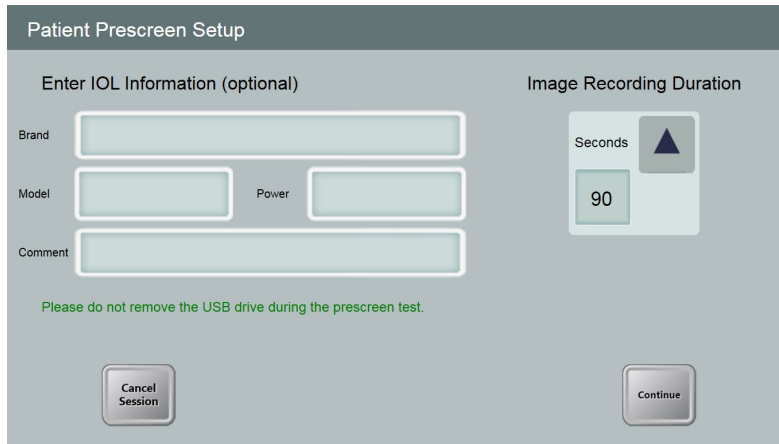 Patient Prescreen Setup
Enter IOL Information (optional)
Image Recording Duration
Brand
Seconds
Model
Power
90
Comment
Please do not remove the USB drive during the prescreen test.
Cancel
Session
Continue